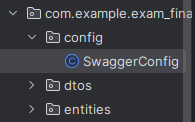 com.example.exam_fina
config
SwaggerConfig
dtos
entities